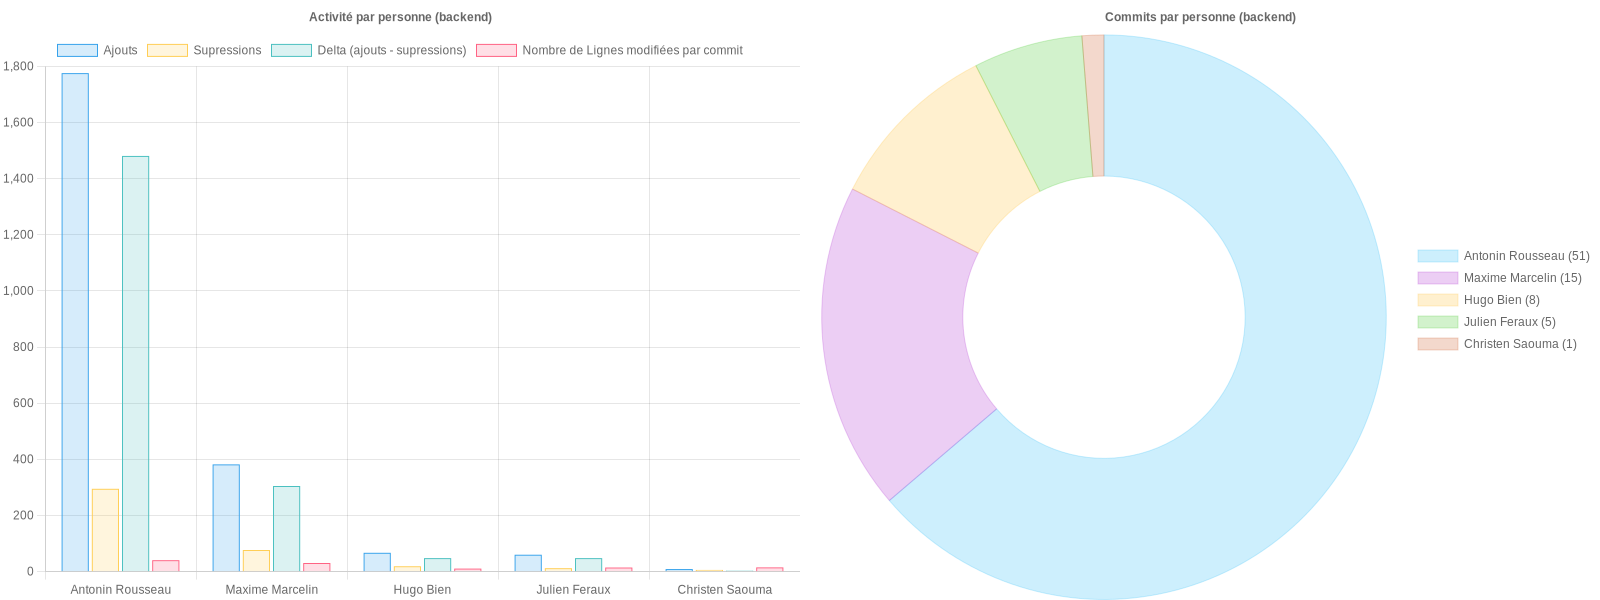 Activité par personne (backend)
Ajouts Supressions Delta (ajouts - supressions) Nombre de Lignes modifiées par commit
1,800
1,600
1,400
1,200
1,000
800
600
400
200
0
Antonin Rousseau Maxime Marcelin Hugo Bien Julien Feraux Christen Saouma
Commits par personne (backend)
Antonin Rousseau (51)
Maxime Marcelin (15)
Hugo Bien (8)
Julien Feraux (5)
Christen Saouma (1)